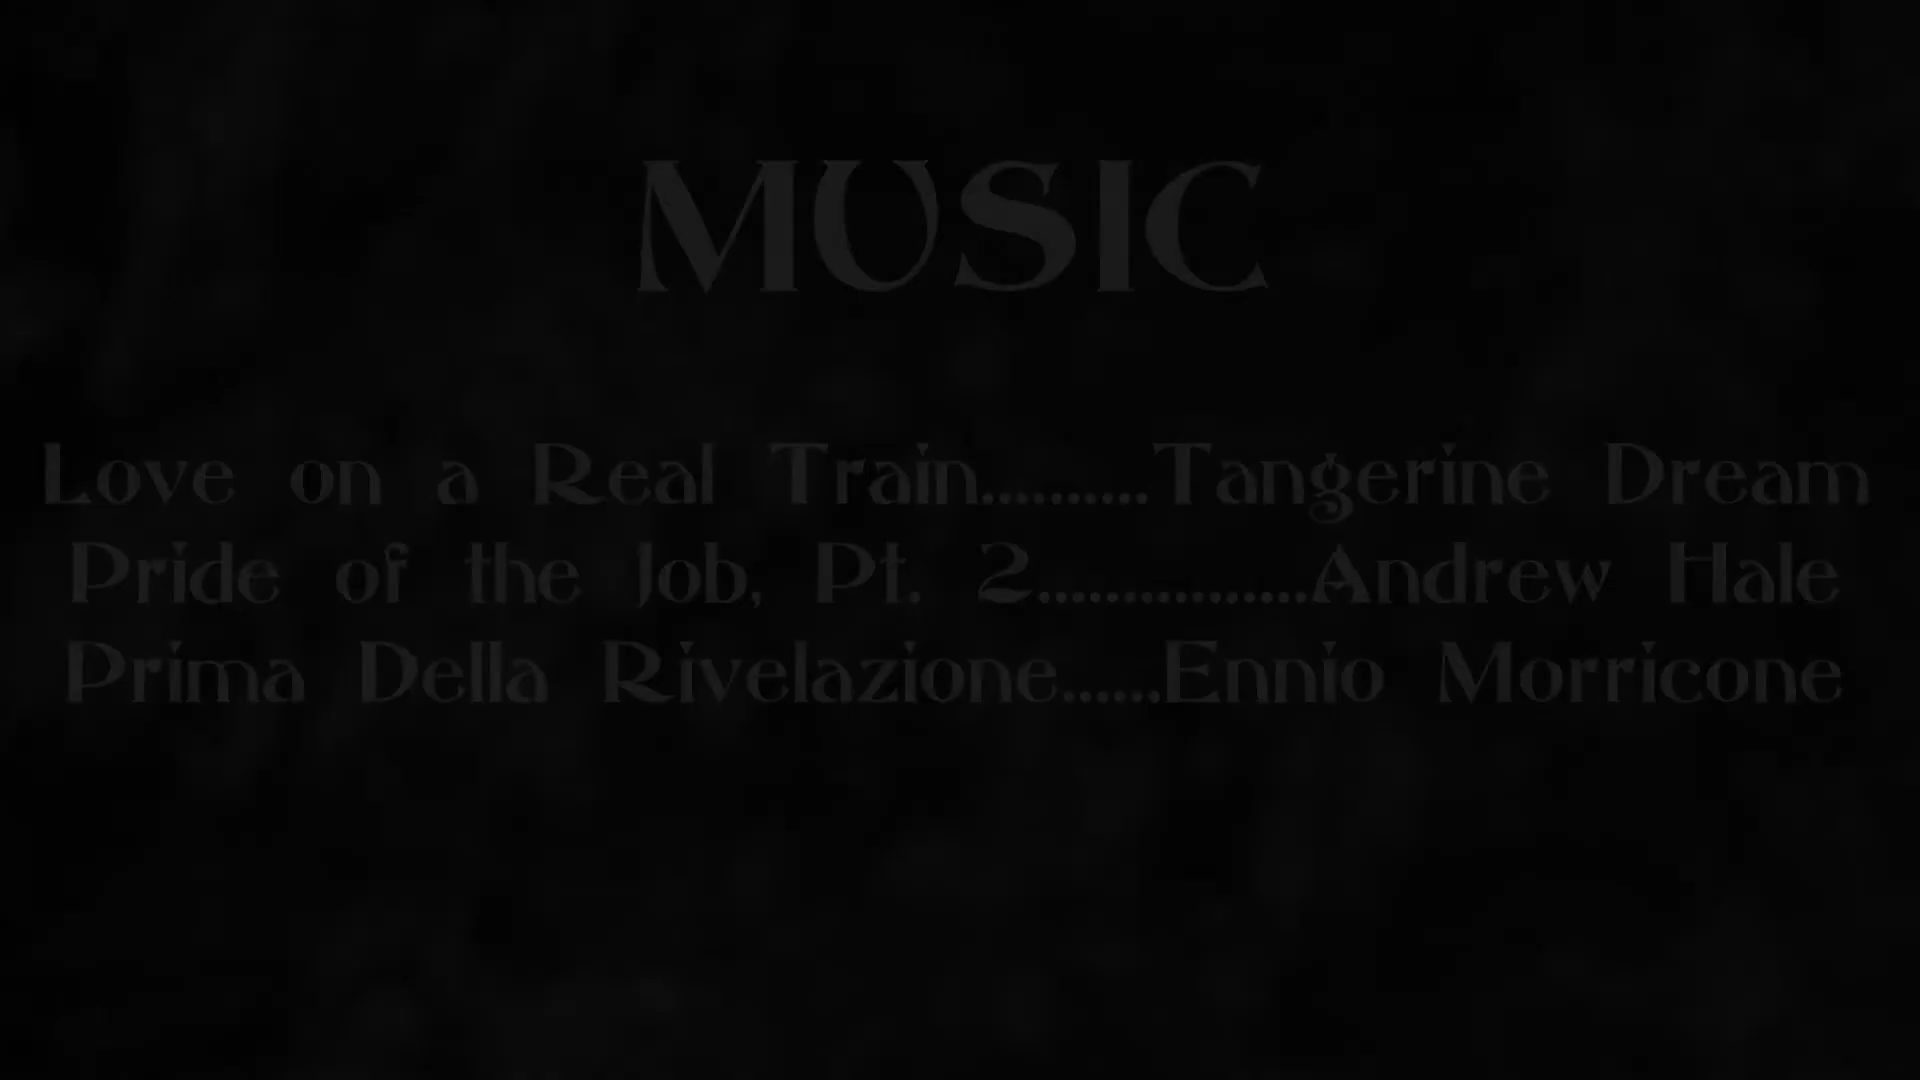 MUSIC
Love on a Real Train..........Tangerine Dream
Pride of the Job, Pt. 2................Andrew Hale
Prima Della Rivelazione......Ennio Morricone